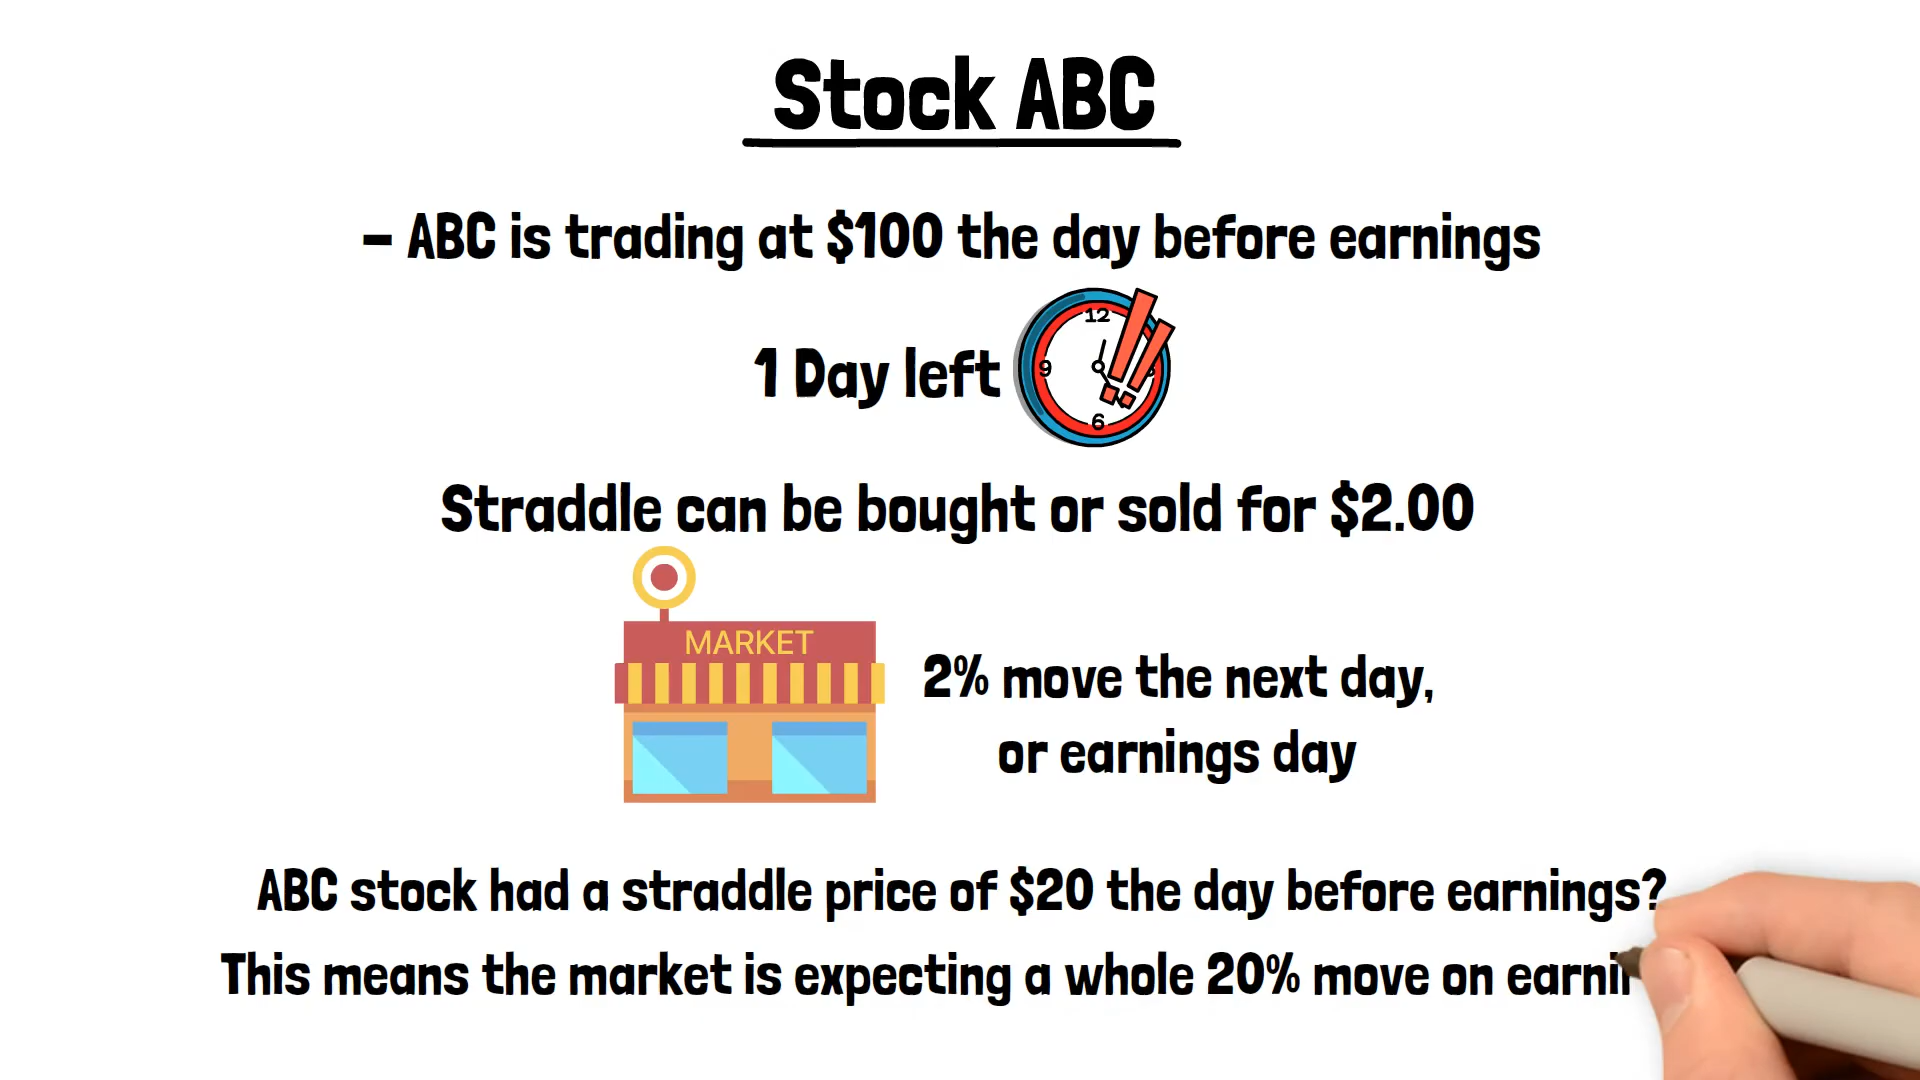 Stock ABC
- ABC is trading at $100 the day before earnings
1 Day left
12
9
6
Straddle can be bought or sold for $2.00
MARKET
2% move the next day,
or earnings day
ABC stock had a straddle price of $20 the day before earnings?
This means the market is expecting a whole 20% move on earni